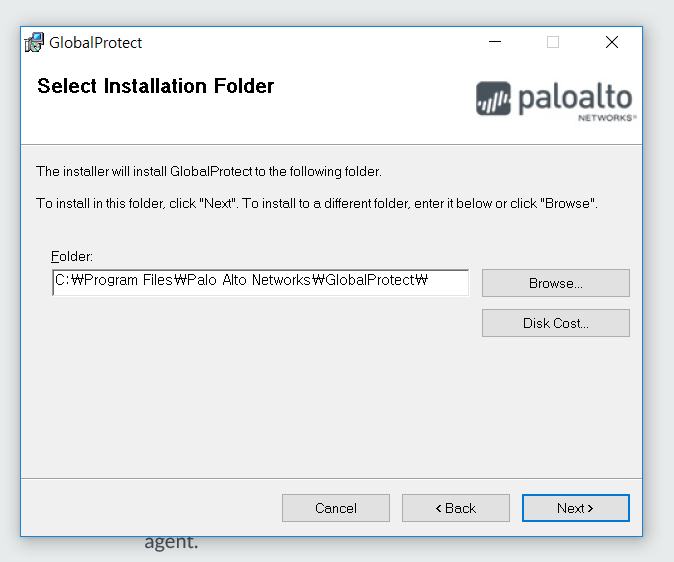 GlobalProtect
Select Installation Folder
paloalto
NETWORKS®
The installer will install GlobalProtect to the following folder.
To install in this folder, click "Next". To install to a different folder, enter it below or click "Browse".
Folder:
C:₩Program Files₩Palo Alto Networks₩GlobalProtect₩
Browse...
Disk Cost...
Cancel
< Back
Next >
agent.